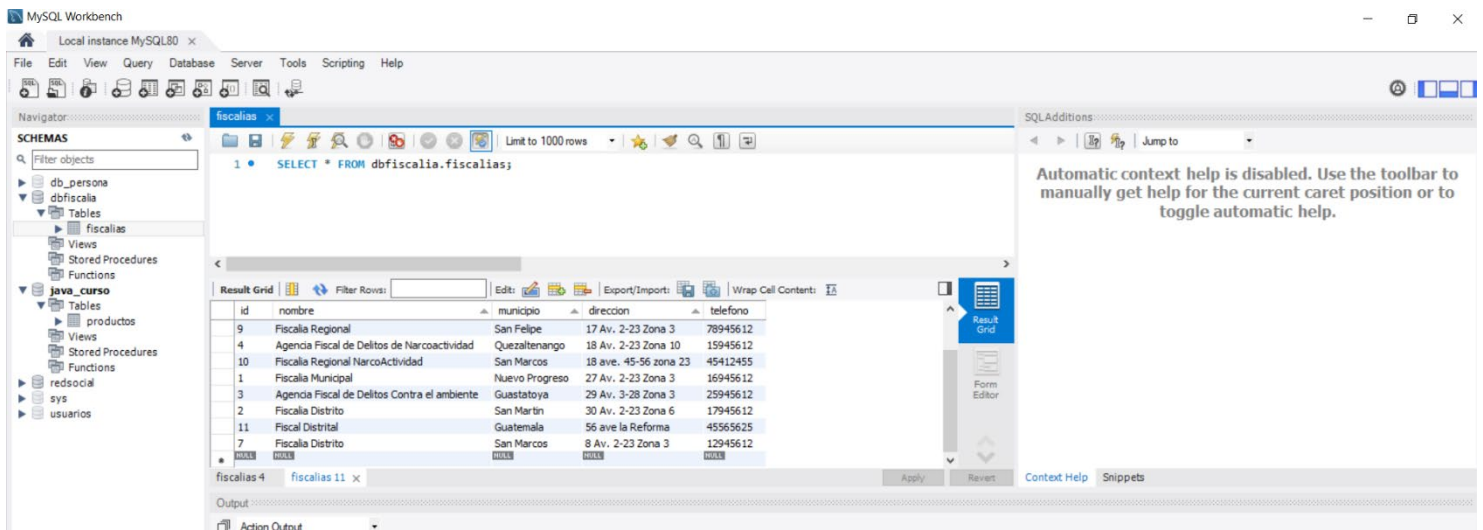 MySQL Workbench
Local instance MySQL80
File Edit View Query Database Server Tools Scripting Help
Navigator
SCHEMAS
Filter objects
db_persona
dbfiscalia
Tables
fiscalias
Views
Stored Procedures
Functions
java_curso
Tables
productos
Views
Stored Procedures
Functions
redsocial
sys
usuarios
fiscalias
Limit to 1000 rows
1 SELECT * FROM dbfiscalia.fiscalias;
Result Grid Filter Rows: Edit: Export/Import: Wrap Cell Content:
id nombre municipio direccion telefono
9 Fiscalia Regional San Felipe 17 Av. 2-23 Zona 3 78945612
4 Agencia Fiscal de Delitos de Narcoactividad Quezaltenango 18 Av. 2-23 Zona 10 15945612
10 Fiscalia Regional NarcoActividad San Marcos 18 ave. 45-56 zona 23 45412455
1 Fiscalia Municipal Nuevo Progreso 27 Av. 2-23 Zona 3 16945612
3 Agencia Fiscal de Delitos Contra el ambiente Guastatoya 29 Av. 3-28 Zona 3 25945612
2 Fiscalia Distrito San Martin 30 Av. 2-23 Zona 6 17945612
11 Fiscal Distrital Guatemala 56 ave la Reforma 45565625
7 Fiscalia Distrito San Marcos 8 Av. 2-23 Zona 3 12945612
NULL NULL NULL NULL NULL
Result Grid
Form Editor
fiscalias 4 fiscalias 11 Apply Revert
Output
Action Output
SQLAdditions
Jump to
Automatic context help is disabled. Use the toolbar to
manually get help for the current caret position or to
toggle automatic help.
Context Help Snippets